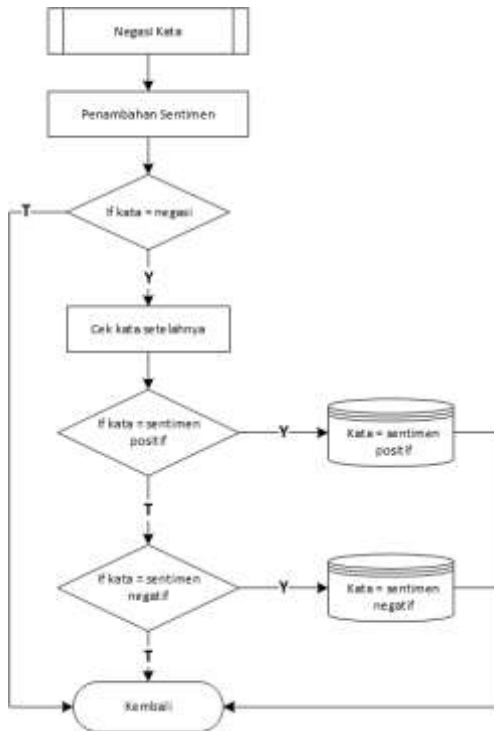 Negasi Kata
Penambahan Sentimen
T
If kata = negasi
Y
Cek kata setelahnya
If kata = sentimen
positif
Y
Kata = sentimen
positif
T
If kata = sentimen
negatif
Y
Kata = sentimen
negatif
T
Kembali